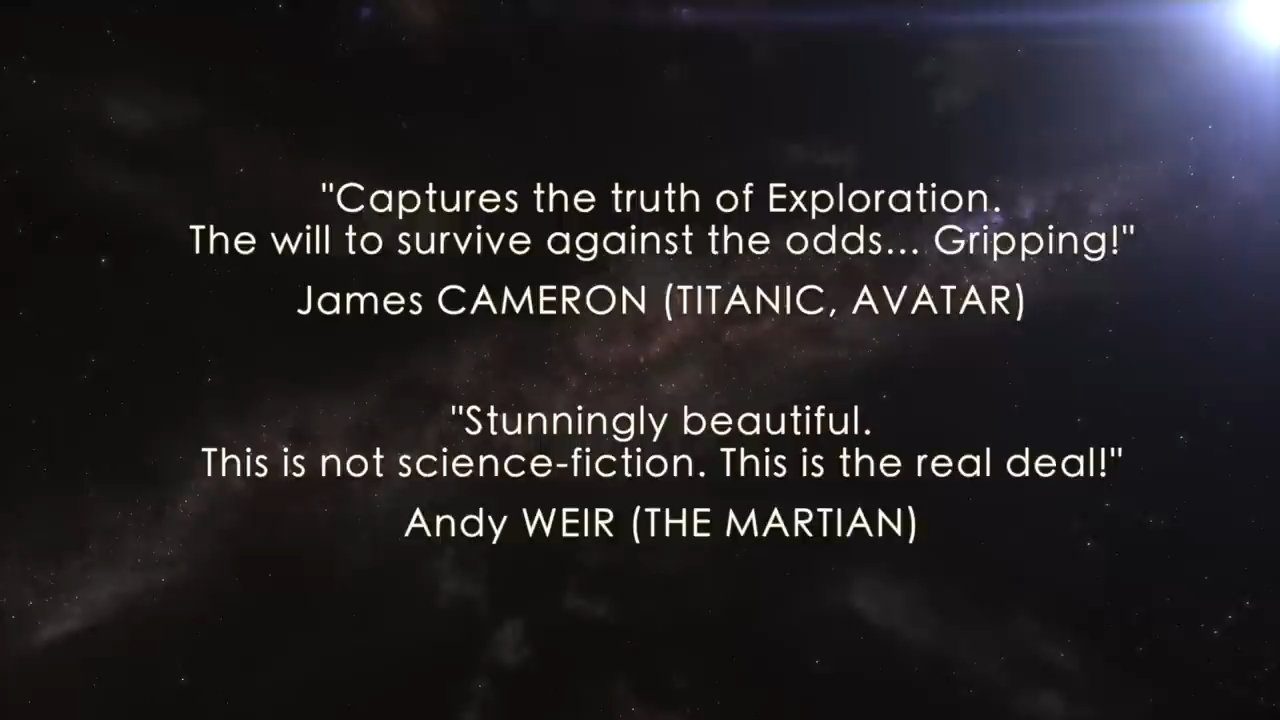 "Captures the truth of Exploration.
The will to survive against the odds... Gripping!"
James CAMERON (TITANIC, AVATAR)
"Stunningly beautiful.
This is not science-fiction. This is the real deal!"
Andy WEIR (THE MARTIAN)